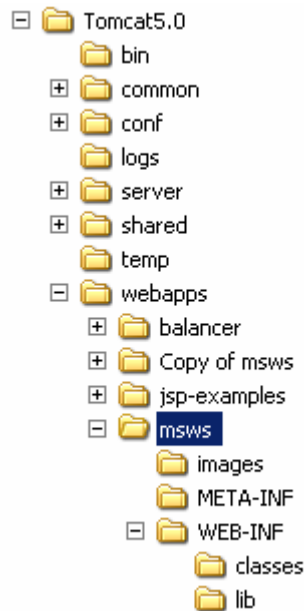 Tomcat5.0
bin
common
conf
logs
server
shared
temp
webapps
balancer
Copy of msws
jsp-examples
msws
images
META-INF
WEB-INF
classes
lib